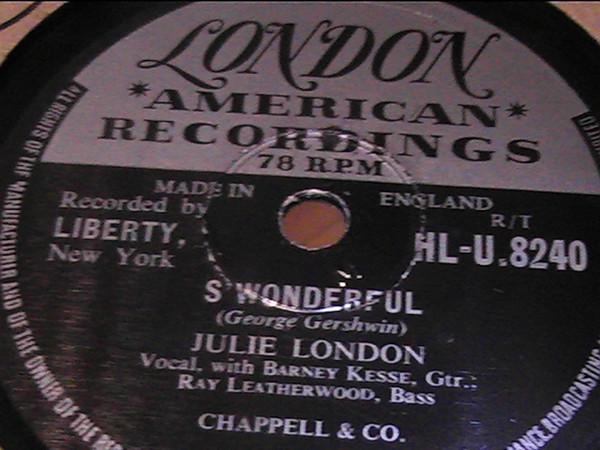 LONDON
*AMERICAN*
RECORDINGS
78 RPM
MADE IN ENGLAND
Recorded by
LIBERTY,
New York
R/T
HL-U.8240
S'WONDERFUL
(George Gershwin)
JULIE LONDON
Vocal, with BARNEY KESSE, Gtr.:
RAY LEATHERWOOD, Bass
CHAPPELL & CO.
ALL RIGHTS OF THE MANUFACTURER AND OF THE OWNER OF THE
BROADCASTING